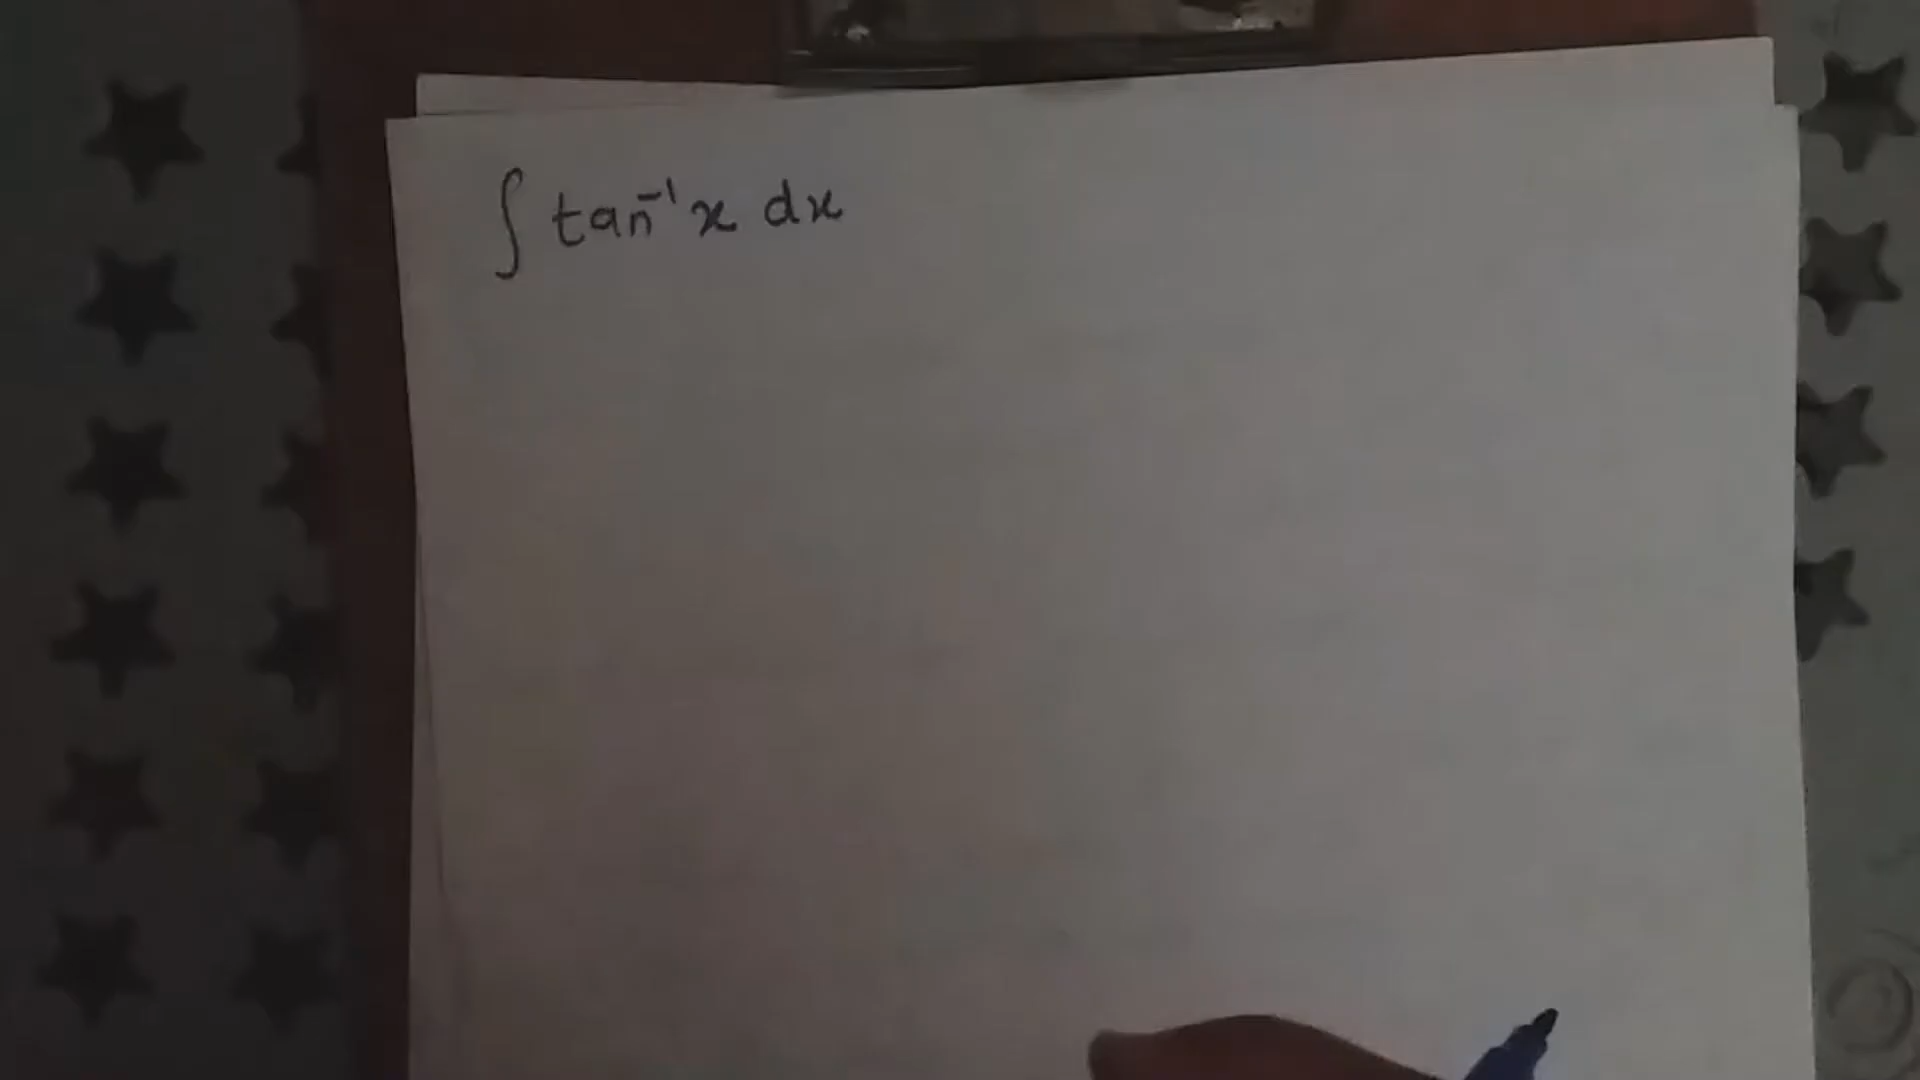 ∫ tan⁻¹x dx